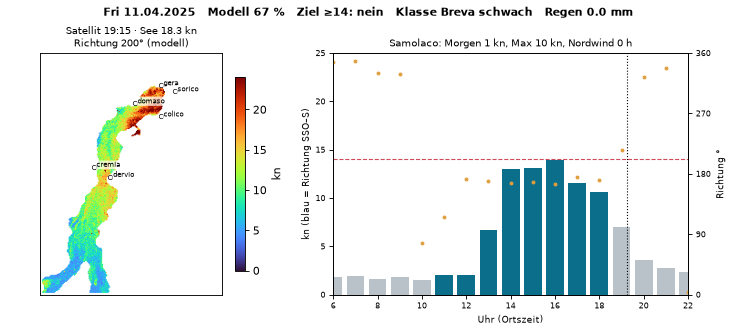 Fri 11.04.2025   Modell 67 %   Ziel ≥14: nein   Klasse Breva schwach   Regen 0.0 mm
Satellit 19:15 · See 18.3 kn
Richtung 200° (modell)
gera
sorico
domaso
colico
cremia
dervio
20
15
10
5
0
kn
Samolaco: Morgen 1 kn, Max 10 kn, Nordwind 0 h
25
20
15
10
5
0
kn (blau = Richtung SSO-S)
360
270
180
90
0
Richtung °
6 8 10 12 14 16 18 20 22
Uhr (Ortszeit)